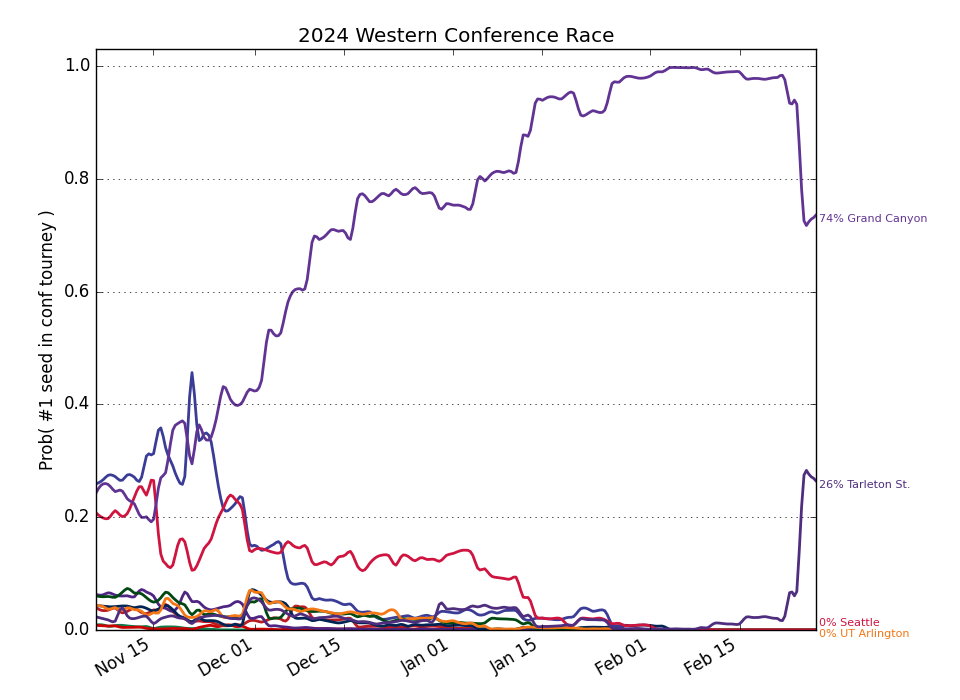 2024 Western Conference Race
Prob( #1 seed in conf tourney )
1.0
0.8
0.6
0.4
0.2
0.0
Nov 15
Dec 01
Dec 15
Jan 01
Jan 15
Feb 01
Feb 15
74% Grand Canyon
26% Tarleton St.
0% Seattle
0% UT Arlington